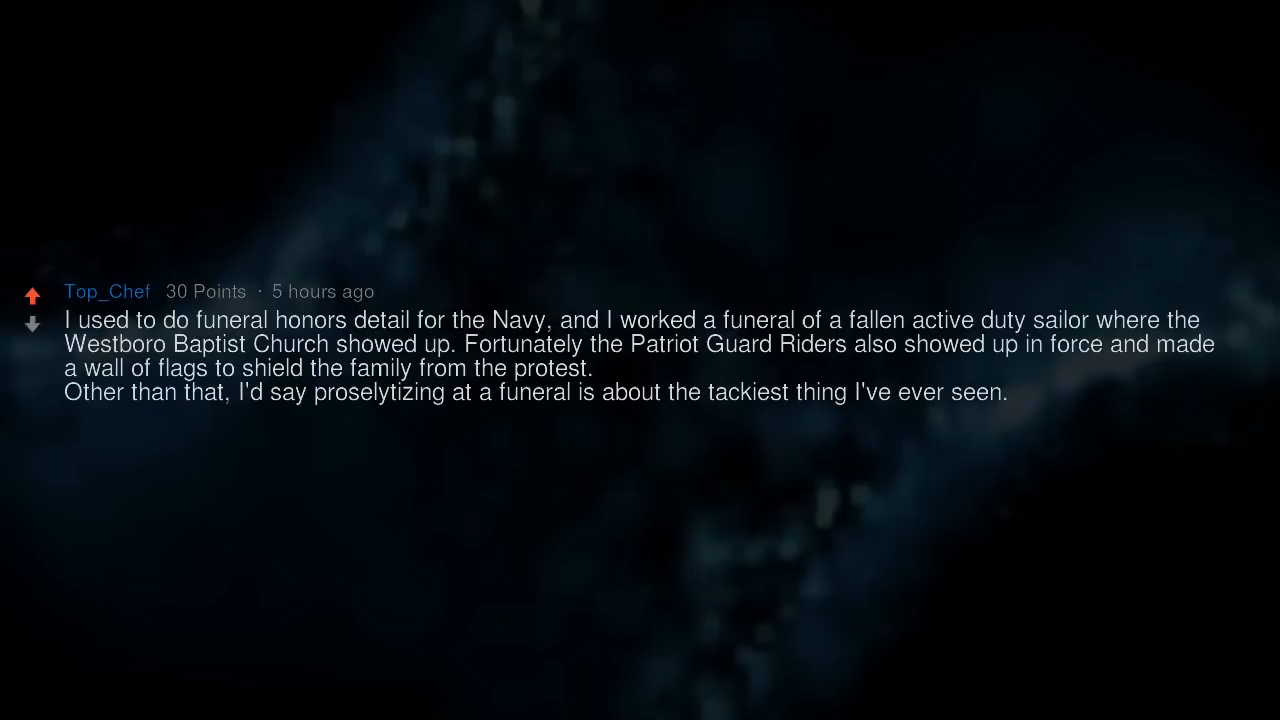 Top_Chef 30 Points · 5 hours ago
I used to do funeral honors detail for the Navy, and I worked a funeral of a fallen active duty sailor where the
Westboro Baptist Church showed up. Fortunately the Patriot Guard Riders also showed up in force and made
a wall of flags to shield the family from the protest.
Other than that, I'd say proselytizing at a funeral is about the tackiest thing I've ever seen.